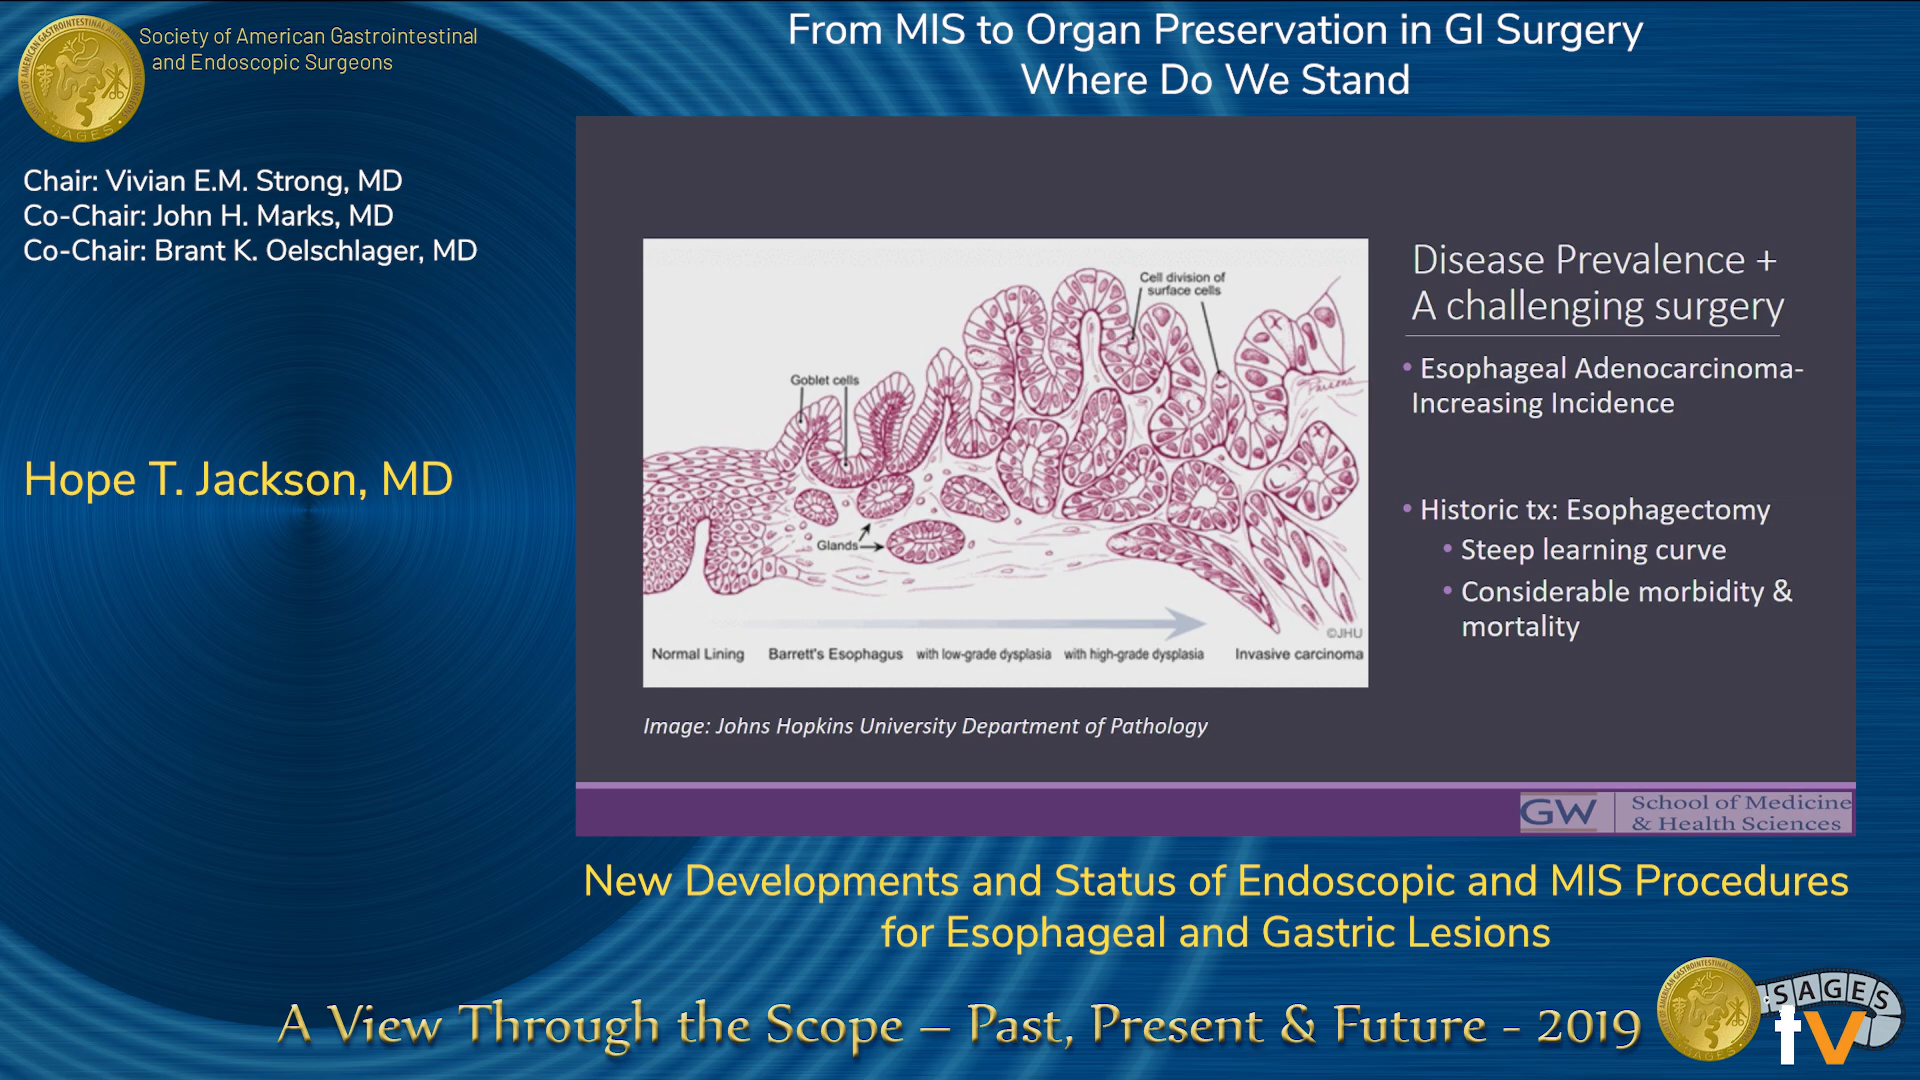 Society of American Gastrointestinal
and Endoscopic Surgeons
From MIS to Organ Preservation in GI Surgery
Where Do We Stand
Chair: Vivian E.M. Strong, MD
Co-Chair: John H. Marks, MD
Co-Chair: Brant K. Oelschlager, MD
Hope T. Jackson, MD
Cell division of
surface cells
Goblet cells
Glands
Parsons
©JHU
Normal Lining Barrett's Esophagus with low-grade dysplasia with high-grade dysplasia Invasive carcinoma
Image: Johns Hopkins University Department of Pathology
Disease Prevalence +
A challenging surgery
• Esophageal Adenocarcinoma-
Increasing Incidence
• Historic tx: Esophagectomy
• Steep learning curve
• Considerable morbidity &
mortality
GW School of Medicine
& Health Sciences
New Developments and Status of Endoscopic and MIS Procedures
for Esophageal and Gastric Lesions
A View Through the Scope – Past, Present & Future - 2019
SAGES
tv